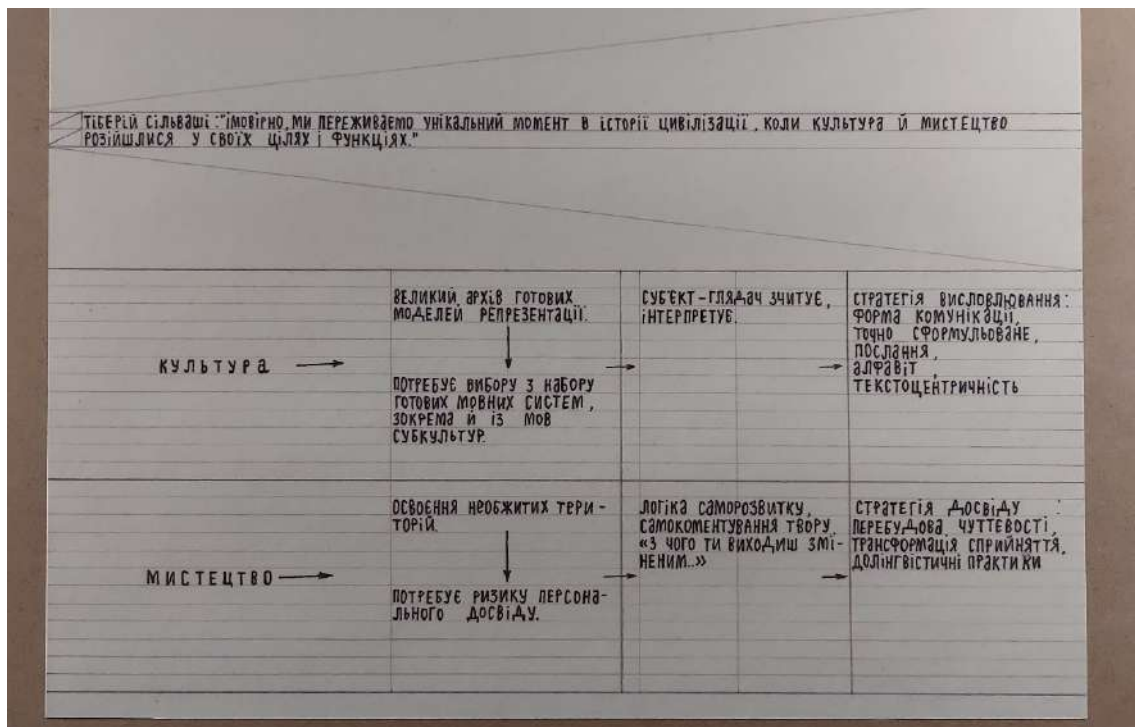 ТІБЕРІЙ СІЛЬВАШІ: "ІМОВІРНО, МИ ПЕРЕЖИВАЄМО УНІКАЛЬНИЙ МОМЕНТ В ІСТОРІЇ ЦИВІЛІЗАЦІЇ, КОЛИ КУЛЬТУРА Й МИСТЕЦТВО
РОЗІЙШЛИСЯ У СВОЇХ ЦІЛЯХ І ФУНКЦІЯХ."
КУЛЬТУРА →
ВЕЛИКИЙ АРХІВ ГОТОВИХ
МОДЕЛЕЙ РЕПРЕЗЕНТАЦІЇ.
ПОТРЕБУЄ ВИБОРУ З НАБОРУ
ГОТОВИХ МОВНИХ СИСТЕМ,
ЗОКРЕМА Й ІЗ МОВ
СУБКУЛЬТУР.
СУБ'ЄКТ-ГЛЯДАЧ ЗЧИТУЄ,
ІНТЕРПРЕТУЄ.
СТРАТЕГІЯ ВИСЛОВЛЮВАННЯ:
ФОРМА КОМУНІКАЦІЇ,
ТОЧНО СФОРМУЛЬОВАНЕ,
ПОСЛАННЯ,
АЛФАВІТ,
ТЕКСТОЦЕНТРИЧНІСТЬ
МИСТЕЦТВО →
ОСВОЄННЯ НЕОБЖИТИХ ТЕРИ-
ТОРІЙ.
ПОТРЕБУЄ РИЗИКУ ПЕРСОНА-
ЛЬНОГО ДОСВІДУ.
ЛОГІКА САМОРОЗВИТКУ,
САМОКОМЕНТУВАННЯ ТВОРУ,
«З ЧОГО ТИ ВИХОДИШ ЗМІ-
НЕНИМ..»
СТРАТЕГІЯ ДОСВІДУ :
ПЕРЕБУДОВА ЧУТТЕВОСТІ,
ТРАНСФОРМАЦІЯ СПРИЙНЯТТЯ,
ДОЛІНГВІСТИЧНІ ПРАКТИКИ